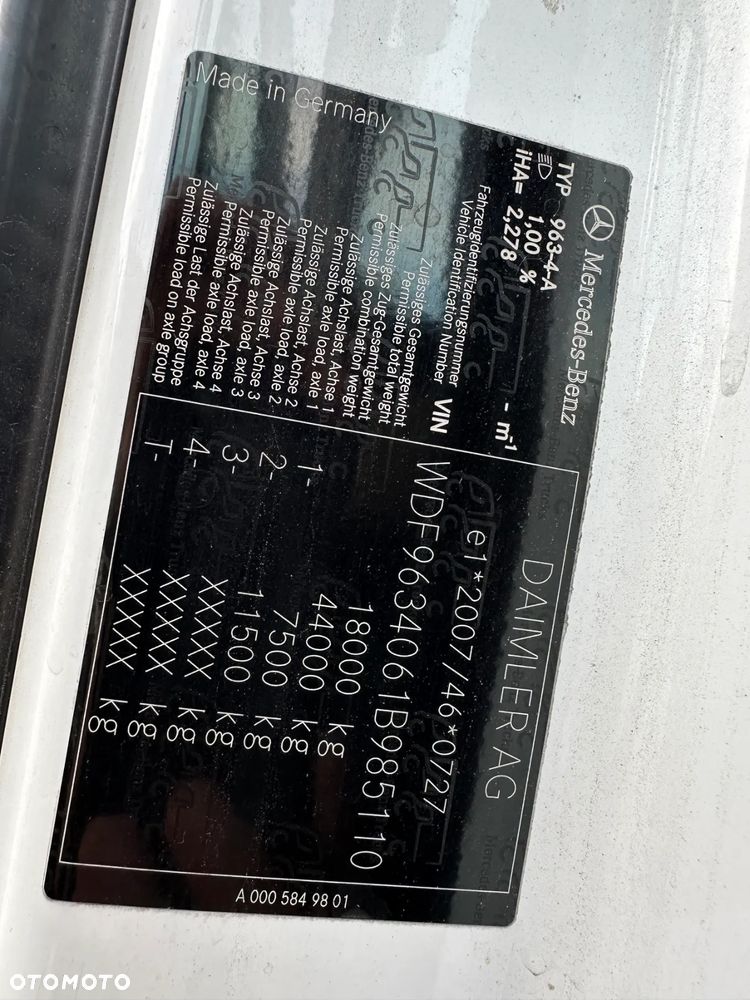 Mercedes-Benz
TYP 963-4-A
1,00 %
iHA= 2,278 - m-1
DAIMLER AG
e1*2007/46*0727
Fahrzeugidentifizierungsnummer
Vehicle Identification Number VIN WDF9634061B985110
Zulässiges Gesamtgewicht
Permissible total weight 18000 kg
Zulässiges Zug-Gesamtgewicht
Permissible combination weight 44000 kg
Zulässige Achslast, Achse 1
Permissible axle load, axle 1 1- 7500 kg
Zulässige Achslast, Achse 2
Permissible axle load, axle 2 2- 11500 kg
Zulässige Achslast, Achse 3
Permissible axle load, axle 3 3- XXXXX kg
Zulässige Achslast, Achse 4
Permissible axle load, axle 4 4- XXXXX kg
Zulässige Last der Achsgruppe
Permissible load on axle group T- XXXXX kg
Made in Germany
A 000 584 98 01
OTOMOTO